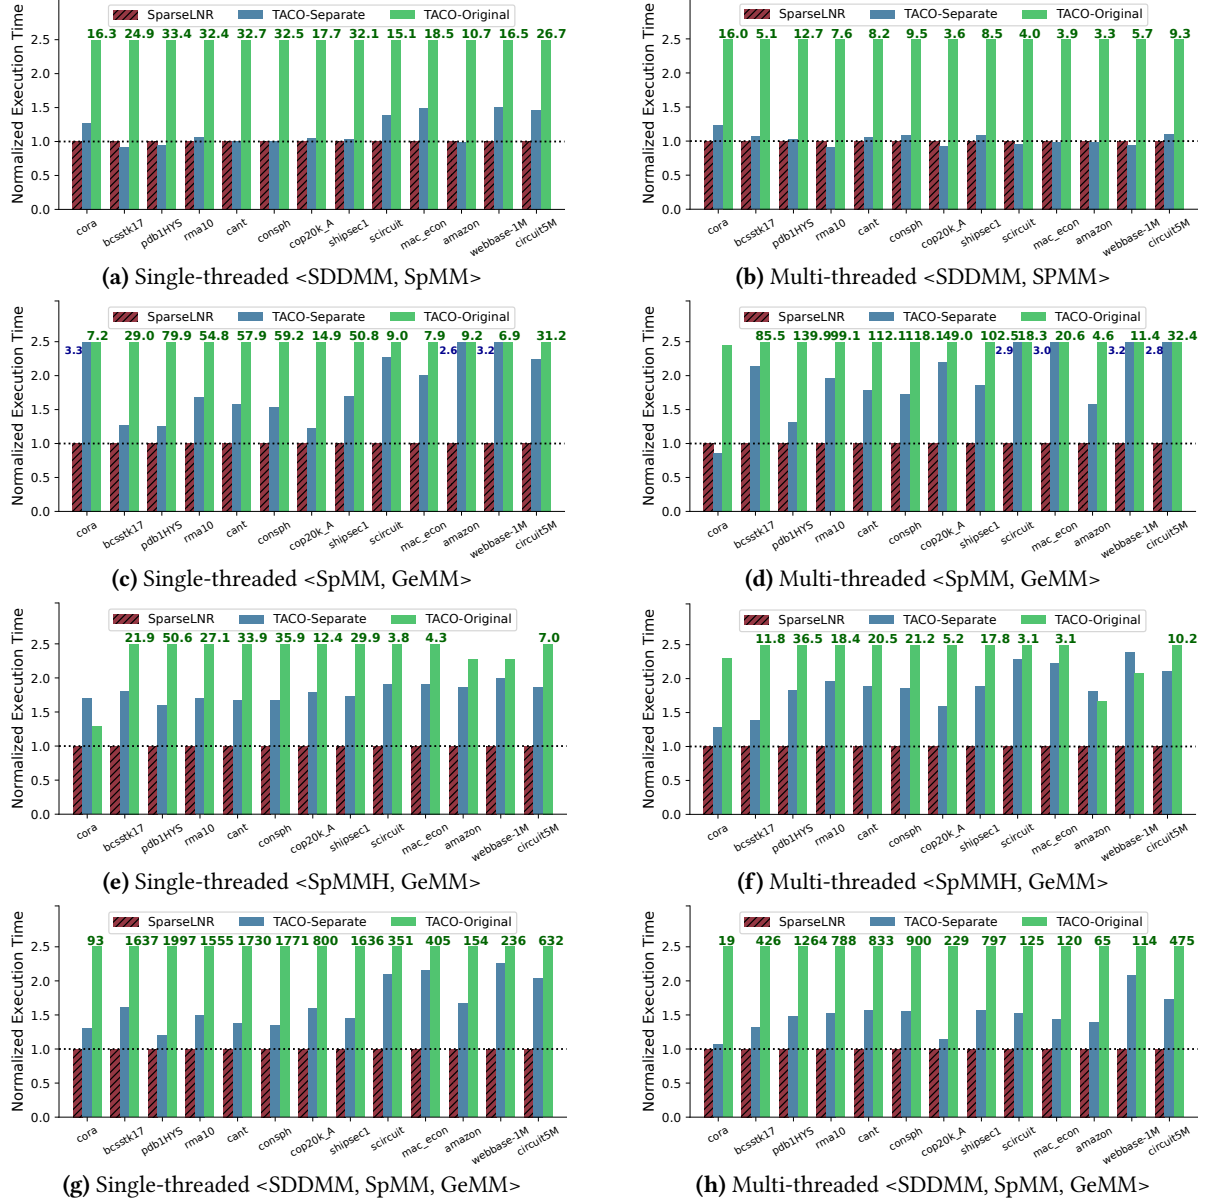 SparseLNR TACO-Separate TACO-Original
Normalized Execution Time
2.5
2.0
1.5
1.0
0.5
0.0
16.3 24.9 33.4 32.4 32.7 32.5 17.7 32.1 15.1 18.5 10.7 16.5 26.7
cora bcsstk17 pdb1HYS rma10 cant consph cop20k_A shipsec1 scircuit mac_econ amazon webbase-1M circuit5M
(a) Single-threaded <SDDMM, SpMM>
SparseLNR TACO-Separate TACO-Original
Normalized Execution Time
2.5
2.0
1.5
1.0
0.5
0.0
16.0 5.1 12.7 7.6 8.2 9.5 3.6 8.5 4.0 3.9 3.3 5.7 9.3
cora bcsstk17 pdb1HYS rma10 cant consph cop20k_A shipsec1 scircuit mac_econ amazon webbase-1M circuit5M
(b) Multi-threaded <SDDMM, SPMM>
SparseLNR TACO-Separate TACO-Original
Normalized Execution Time
2.5
2.0
1.5
1.0
0.5
0.0
7.2 29.0 79.9 54.8 57.9 59.2 14.9 50.8 9.0 7.9 9.2 6.9 31.2
3.3 2.6 3.2
cora bcsstk17 pdb1HYS rma10 cant consph cop20k_A shipsec1 scircuit mac_econ amazon webbase-1M circuit5M
(c) Single-threaded <SpMM, GeMM>
SparseLNR TACO-Separate TACO-Original
Normalized Execution Time
2.5
2.0
1.5
1.0
0.5
0.0
85.5 139.9 99.1 112.1 118.1 49.0 102.5 18.3 20.6 4.6 11.4 32.4
2.9 3.0 3.2 2.8
cora bcsstk17 pdb1HYS rma10 cant consph cop20k_A shipsec1 scircuit mac_econ amazon webbase-1M circuit5M
(d) Multi-threaded <SpMM, GeMM>
SparseLNR TACO-Separate TACO-Original
Normalized Execution Time
2.5
2.0
1.5
1.0
0.5
0.0
21.9 50.6 27.1 33.9 35.9 12.4 29.9 3.8 4.3 7.0
cora bcsstk17 pdb1HYS rma10 cant consph cop20k_A shipsec1 scircuit mac_econ amazon webbase-1M circuit5M
(e) Single-threaded <SpMMH, GeMM>
SparseLNR TACO-Separate TACO-Original
Normalized Execution Time
2.5
2.0
1.5
1.0
0.5
0.0
11.8 36.5 18.4 20.5 21.2 5.2 17.8 3.1 3.1 10.2
cora bcsstk17 pdb1HYS rma10 cant consph cop20k_A shipsec1 scircuit mac_econ amazon webbase-1M circuit5M
(f) Multi-threaded <SpMMH, GeMM>
SparseLNR TACO-Separate TACO-Original
Normalized Execution Time
2.5
2.0
1.5
1.0
0.5
0.0
93 1637 1997 1555 1730 1771 800 1636 351 405 154 236 632
cora bcsstk17 pdb1HYS rma10 cant consph cop20k_A shipsec1 scircuit mac_econ amazon webbase-1M circuit5M
(g) Single-threaded <SDDMM, SpMM, GeMM>
SparseLNR TACO-Separate TACO-Original
Normalized Execution Time
2.5
2.0
1.5
1.0
0.5
0.0
19 426 1264 788 833 900 229 797 125 120 65 114 475
cora bcsstk17 pdb1HYS rma10 cant consph cop20k_A shipsec1 scircuit mac_econ amazon webbase-1M circuit5M
(h) Multi-threaded <SDDMM, SpMM, GeMM>